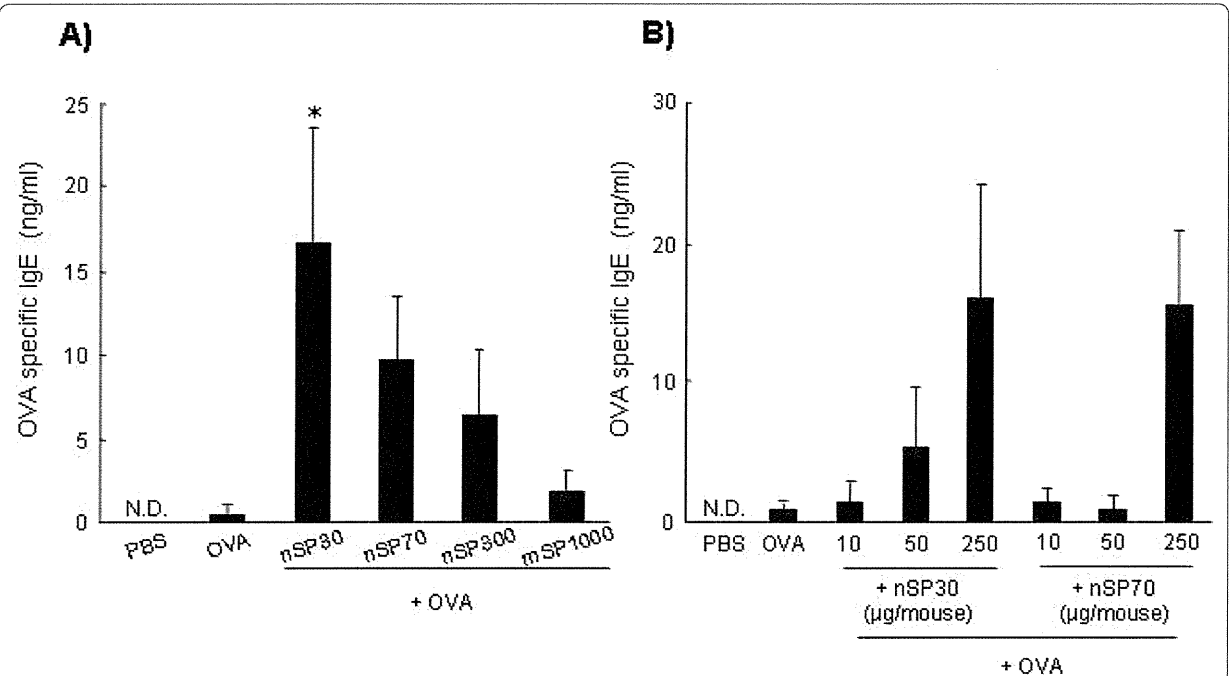 A)
OVA specific IgE (ng/ml)
25
20
15
10
5
0
*
N.D.
PBS
OVA
nSP30
nSP70
nSP300
mSP1000
+ OVA
B)
OVA specific IgE (ng/ml)
30
20
10
0
N.D.
PBS OVA 10 50 250 10 50 250
+ nSP30
(µg/mouse)
+ nSP70
(µg/mouse)
+ OVA